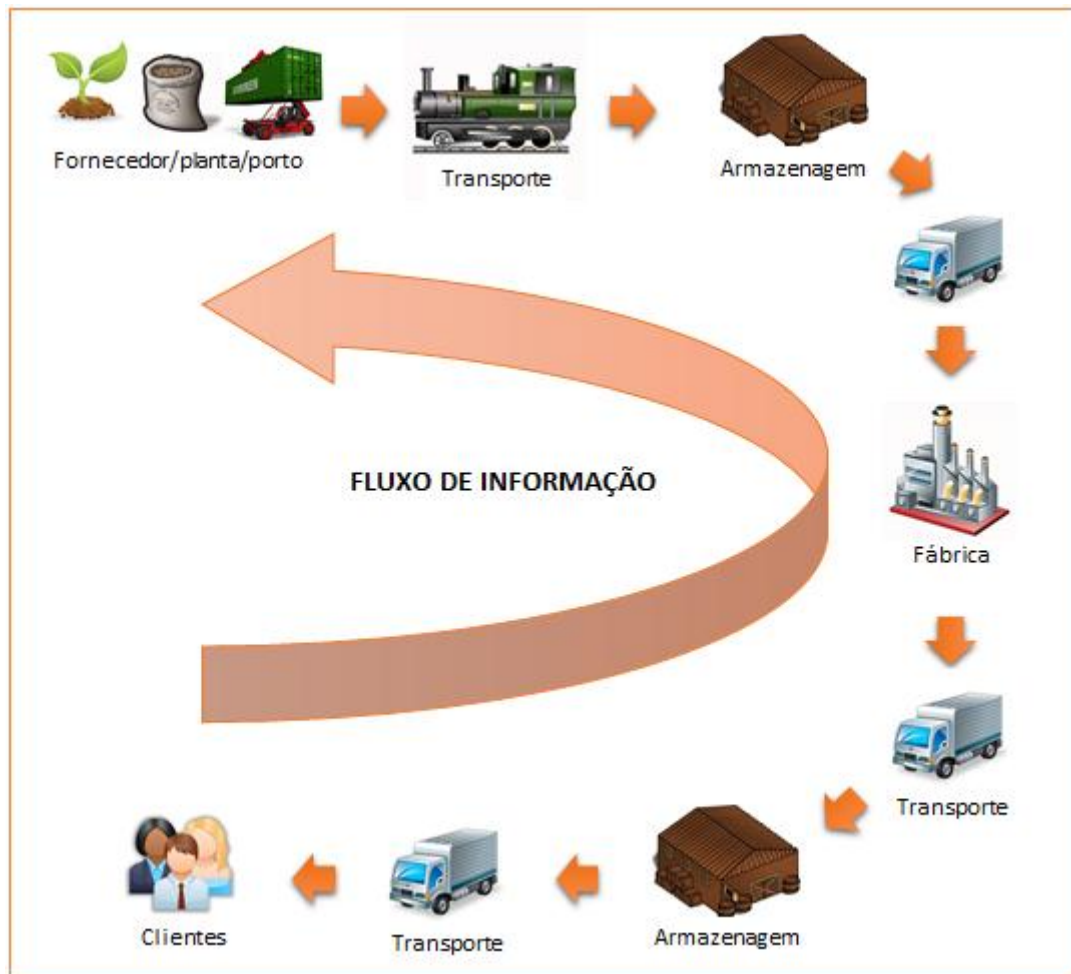 Fornecedor/planta/porto
Transporte
Armazenagem
FLUXO DE INFORMAÇÃO
Fábrica
Transporte
Armazenagem
Transporte
Clientes